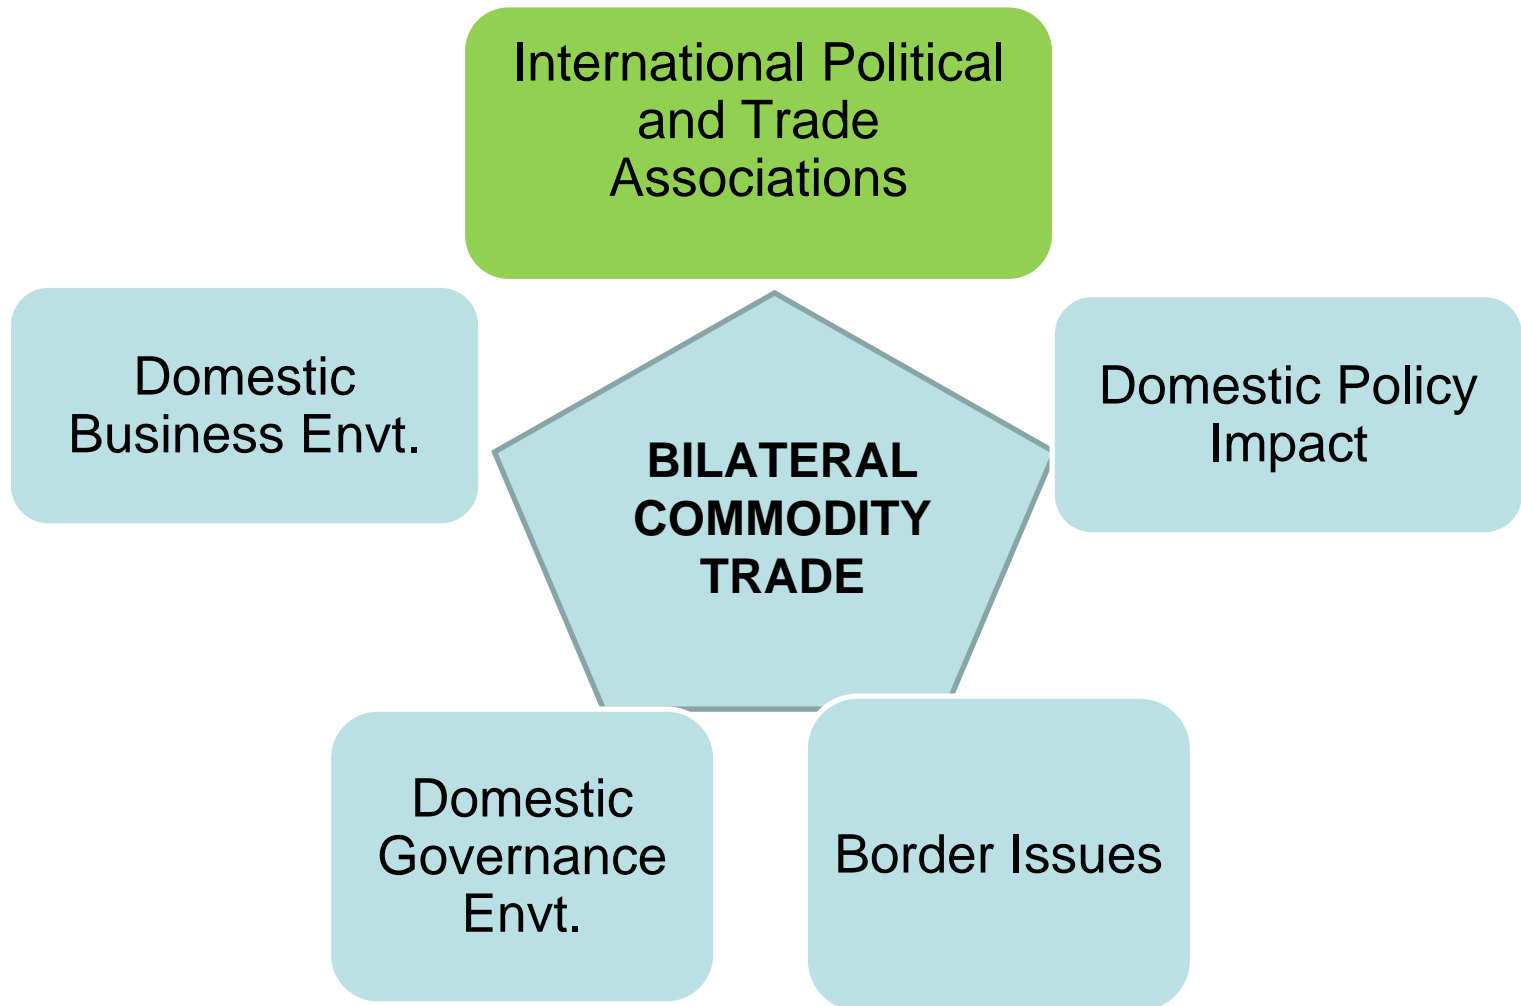 International Political
and Trade
Associations
Domestic
Business Envt.
Domestic Policy
Impact
BILATERAL
COMMODITY
TRADE
Domestic
Governance
Envt.
Border Issues